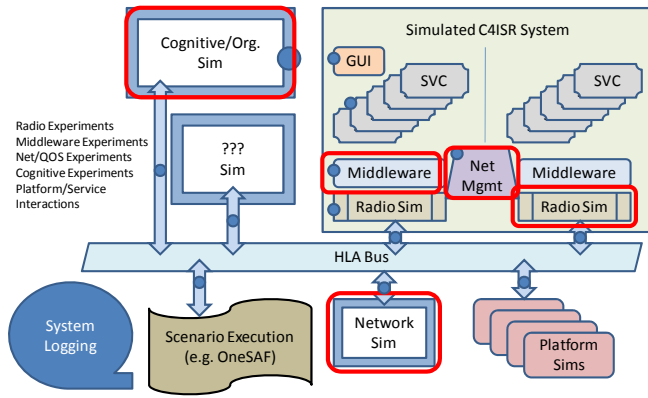 Cognitive/Org.
Sim
Simulated C4ISR System
GUI
SVC
SVC
Radio Experiments
Middleware Experiments
Net/QOS Experiments
Cognitive Experiments
Platform/Service
Interactions
???
Sim
Middleware
Net
Mgmt
Middleware
Radio Sim
Radio Sim
HLA Bus
System
Logging
Scenario Execution
(e.g. OneSAF)
Network
Sim
Platform
Sims